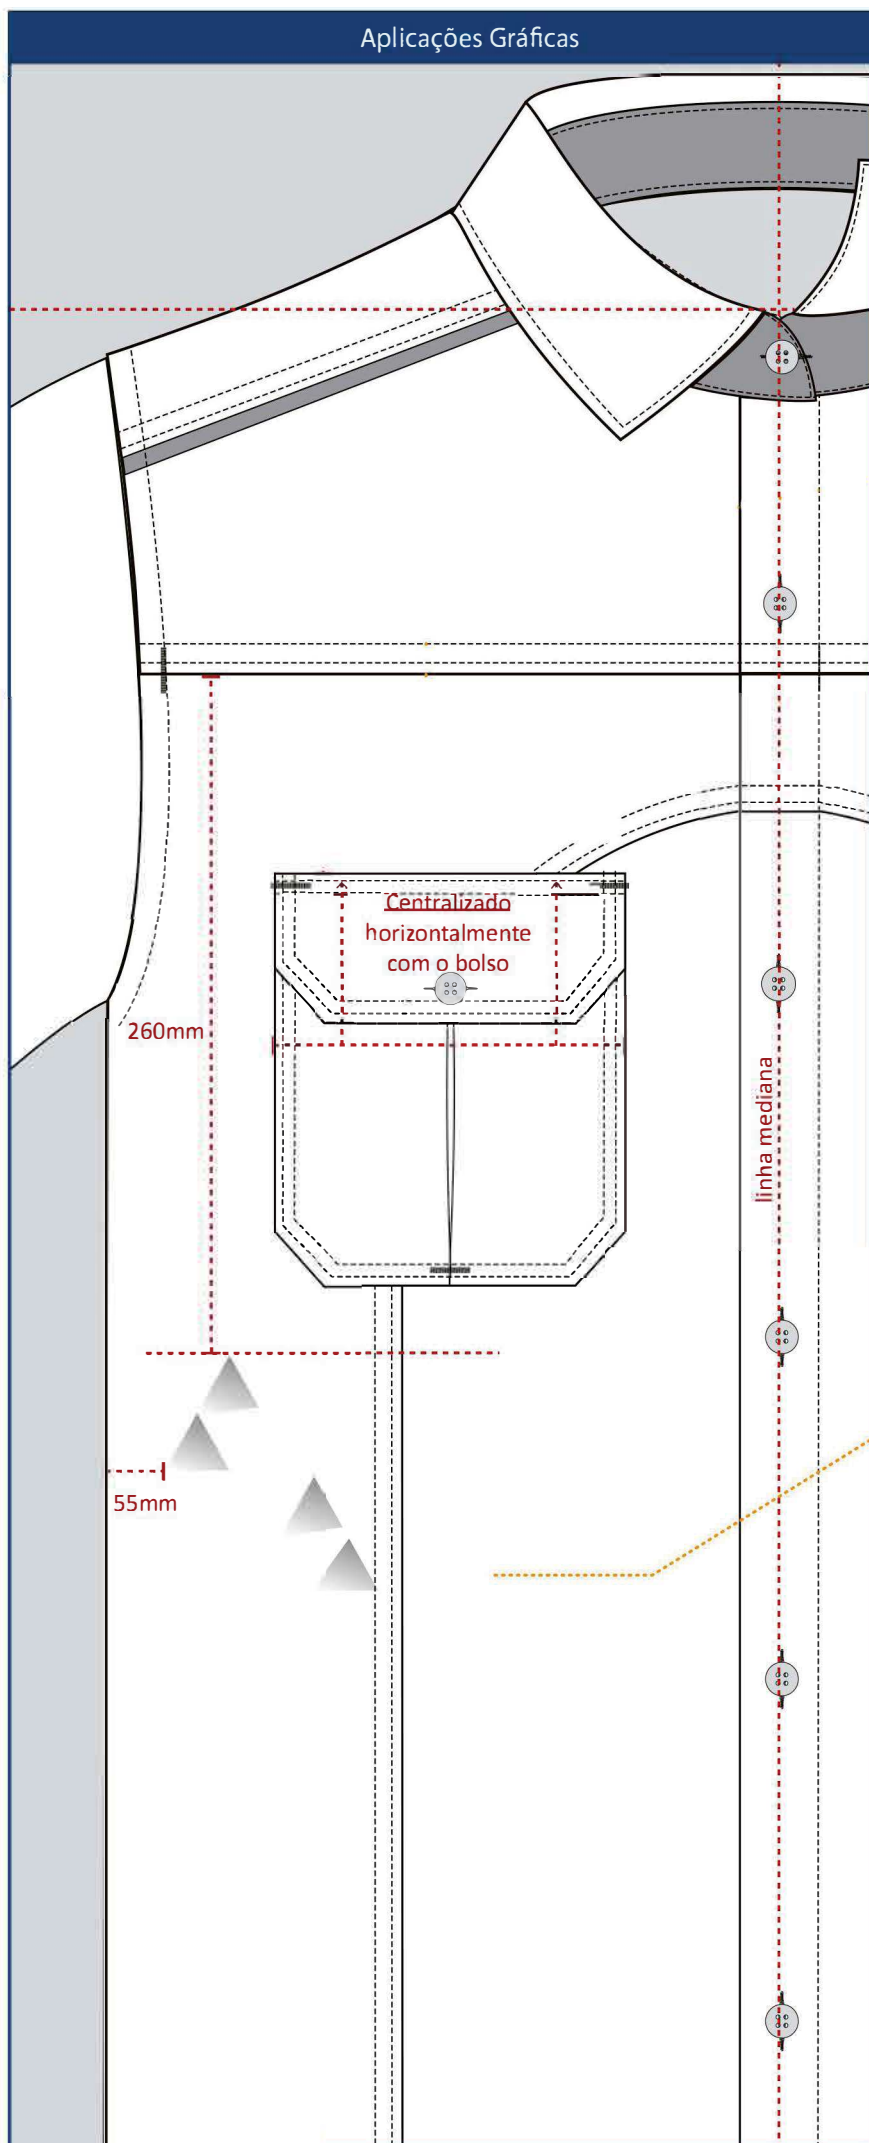 Aplicações Gráficas
Centralizado
horizontalmente
com o bolso
260mm
linha mediana
55mm